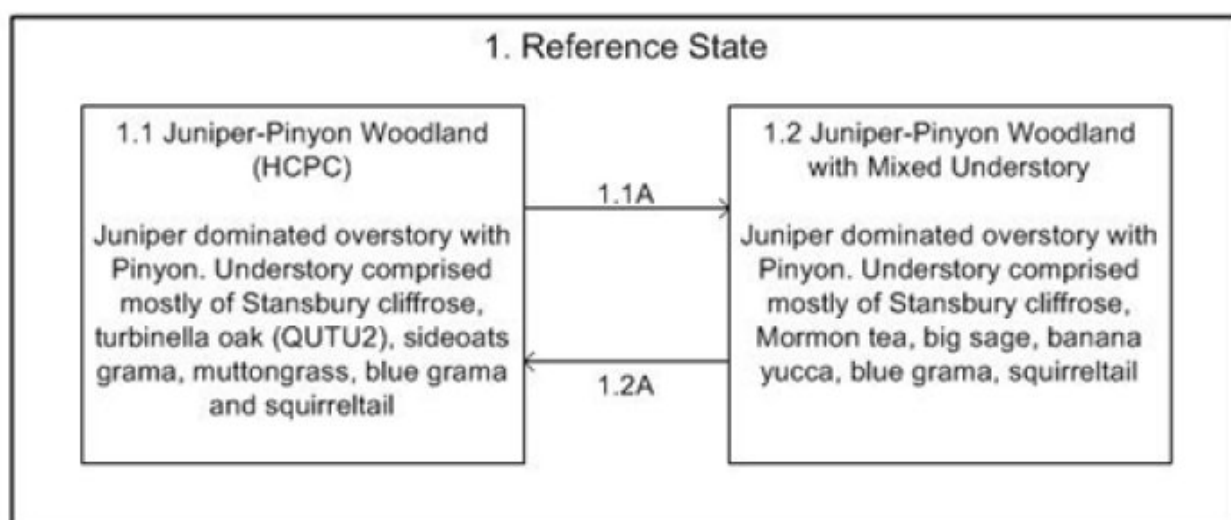 1. Reference State
1.1 Juniper-Pinyon Woodland
(HCPC)
Juniper dominated overstory with
Pinyon. Understory comprised
mostly of Stansbury cliffrose,
turbinella oak (QUTU2), sideoats
grama, muttongrass, blue grama
and squirreltail
1.1A
1.2A
1.2 Juniper-Pinyon Woodland
with Mixed Understory
Juniper dominated overstory with
Pinyon. Understory comprised
mostly of Stansbury cliffrose,
Mormon tea, big sage, banana
yucca, blue grama, squirreltail